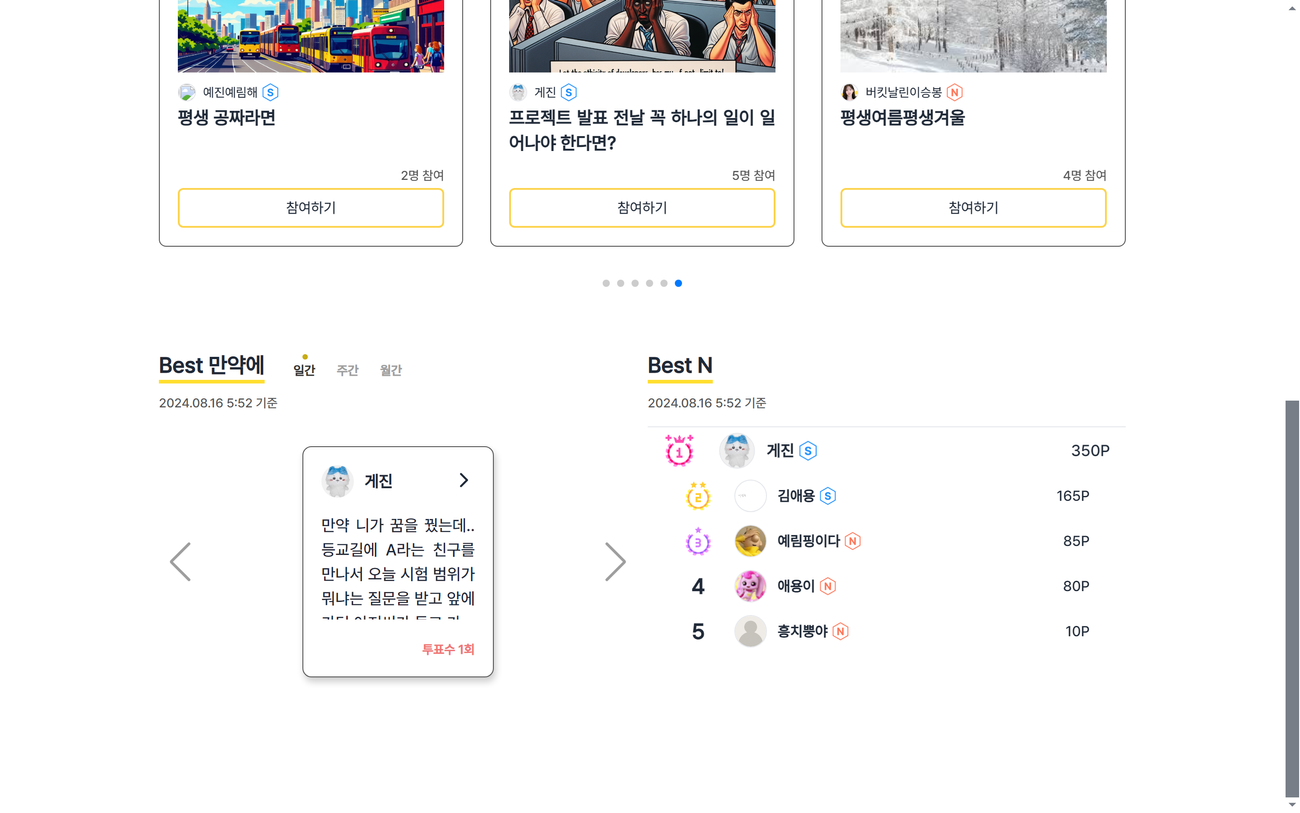 예진예림해 S
평생 공짜라면
2명 참여
참여하기
게진 S
프로젝트 발표 전날 꼭 하나의 일이 일
어나야 한다면?
5명 참여
참여하기
버킷날린이승봉 N
평생여름평생겨울
4명 참여
참여하기
Best 만약에
일간
주간
월간
2024.08.16 5:52 기준
게진
만약 니가 꿈을 꿨는데..
등교길에 A라는 친구를
만나서 오늘 시험 범위가
뭐냐는 질문을 받고 앞에
투표수 1회
Best N
2024.08.16 5:52 기준
1 게진 S 350P
2 김애용 S 165P
3 예림핑이다 N 85P
4 애용이 N 80P
5 흥치뿡야 N 10P